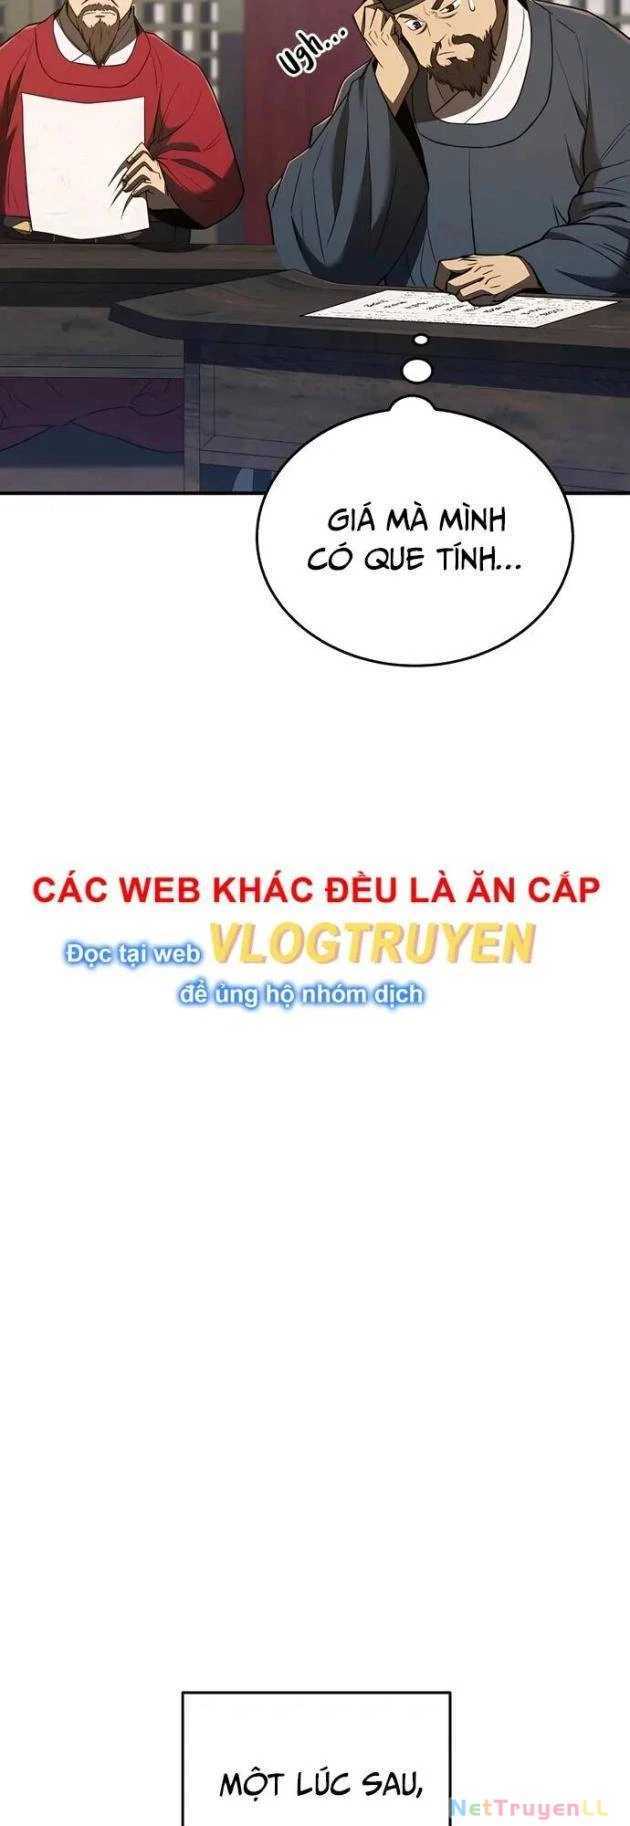 Ugh...
GIÁ MÀ MÌNH
CÓ QUE TÍNH...
CÁC WEB KHÁC ĐỀU LÀ ĂN CẮP
Đọc tại web VLOGTRUYEN
để ủng hộ nhóm dịch
MỘT LÚC SAU,
NetTruyenLL